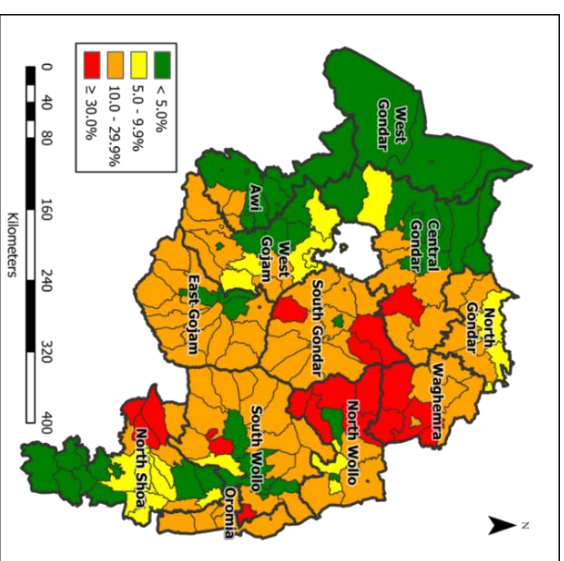 West
Gondar
Central
Gondar
North
Gondar
Waghemra
Awi
West
Gojam
South Gondar
North Wollo
East Gojam
South Wollo
Oromia
North Shoa
N
< 5.0%
5.0 - 9.9%
10.0 - 29.9%
≥ 30.0%
0 40 80 160 240 320 400
Kilometers